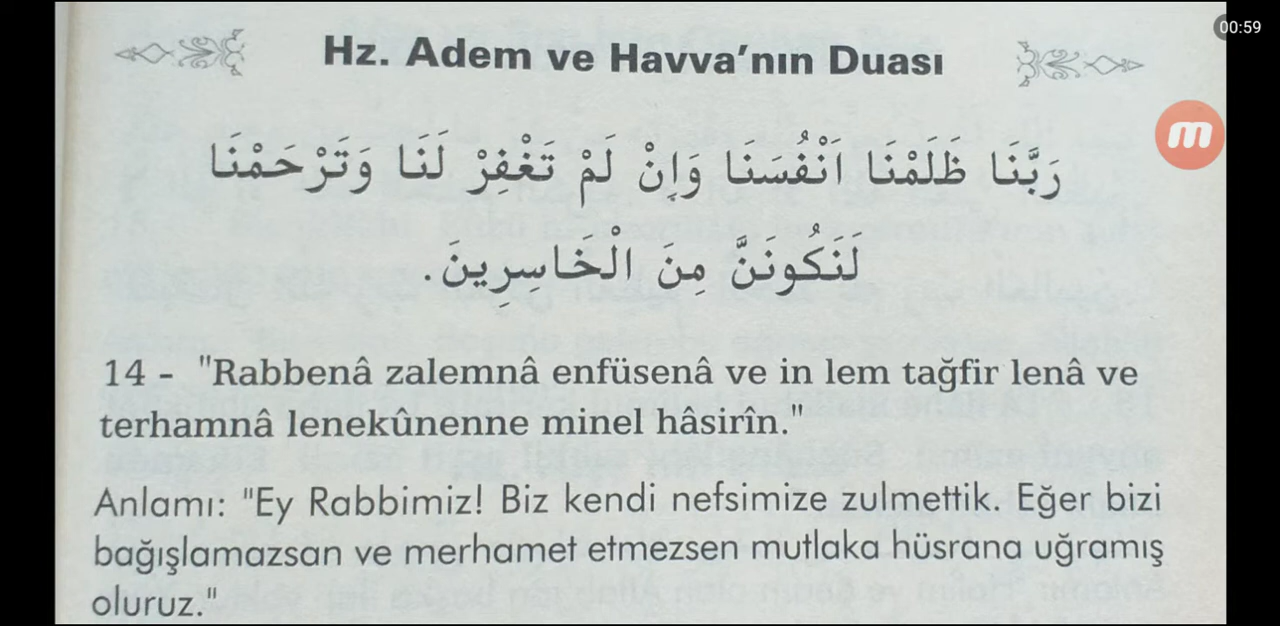 00:59
Hz. Adem ve Havva'nın Duası
m
رَبَّنَا ظَلَمْنَا اَنْفُسَنَا وَاِنْ لَمْ تَغْفِرْ لَنَا وَتَرْحَمْنَا
لَنَكُونَنَّ مِنَ الْخَاسِرِينَ.
14 - "Rabbenâ zalemnâ enfüsenâ ve in lem tağfir lenâ ve
terhamnâ lenekûnenne minel hâsirîn."
Anlamı: "Ey Rabbimiz! Biz kendi nefsimize zulmettik. Eğer bizi
bağışlamazsan ve merhamet etmezsen mutlaka hüsrana uğramış
oluruz."